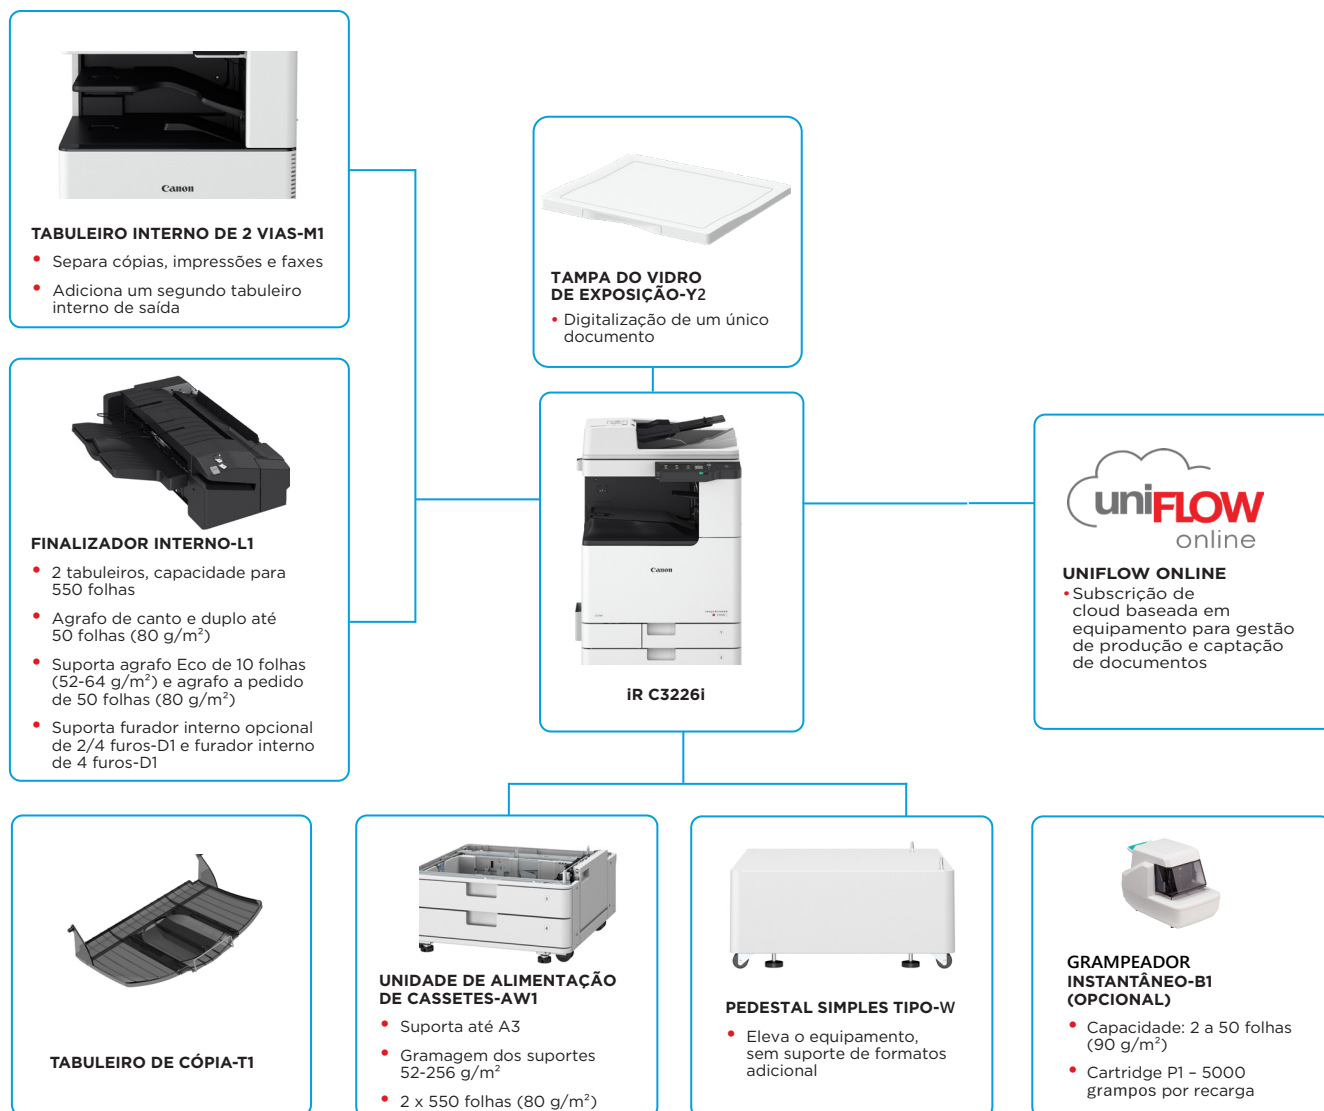 Canon
TABULEIRO INTERNO DE 2 VIAS-M1
• Separa cópias, impressões e faxes
• Adiciona um segundo tabuleiro
interno de saída
TAMPA DO VIDRO
DE EXPOSIÇÃO-Y2
• Digitalização de um único
documento
FINALIZADOR INTERNO-L1
• 2 tabuleiros, capacidade para
550 folhas
• Agrafo de canto e duplo até
50 folhas (80 g/m²)
• Suporta agrafo Eco de 10 folhas
(52-64 g/m²) e agrafo a pedido
de 50 folhas (80 g/m²)
• Suporta furador interno opcional
de 2/4 furos-D1 e furador interno
de 4 furos-D1
Canon
iR C3226i
uniFLOW
online
UNIFLOW ONLINE
• Subscrição de
cloud baseada em
equipamento para gestão
de produção e captação
de documentos
TABULEIRO DE CÓPIA-T1
UNIDADE DE ALIMENTAÇÃO
DE CASSETES-AW1
• Suporta até A3
• Gramagem dos suportes
52-256 g/m²
• 2 x 550 folhas (80 g/m²)
PEDESTAL SIMPLES TIPO-W
• Eleva o equipamento,
sem suporte de formatos
adicional
GRAMPEADOR
INSTANTÂNEO-B1
(OPCIONAL)
• Capacidade: 2 a 50 folhas
(90 g/m²)
• Cartridge P1 – 5000
grampos por recarga